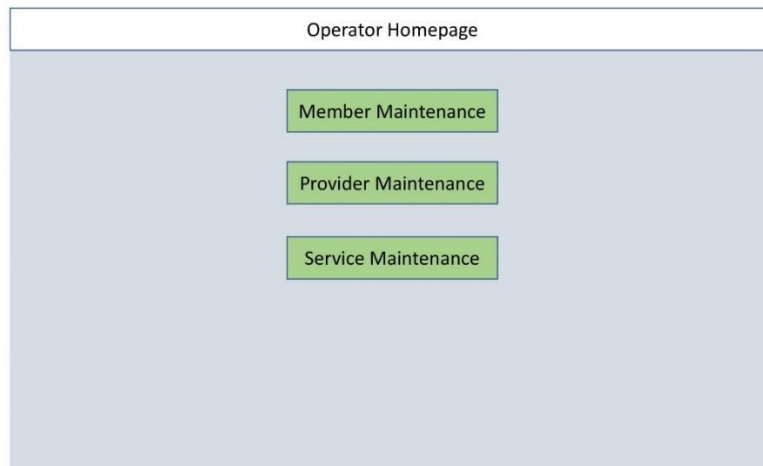 Operator Homepage
Member Maintenance
Provider Maintenance
Service Maintenance